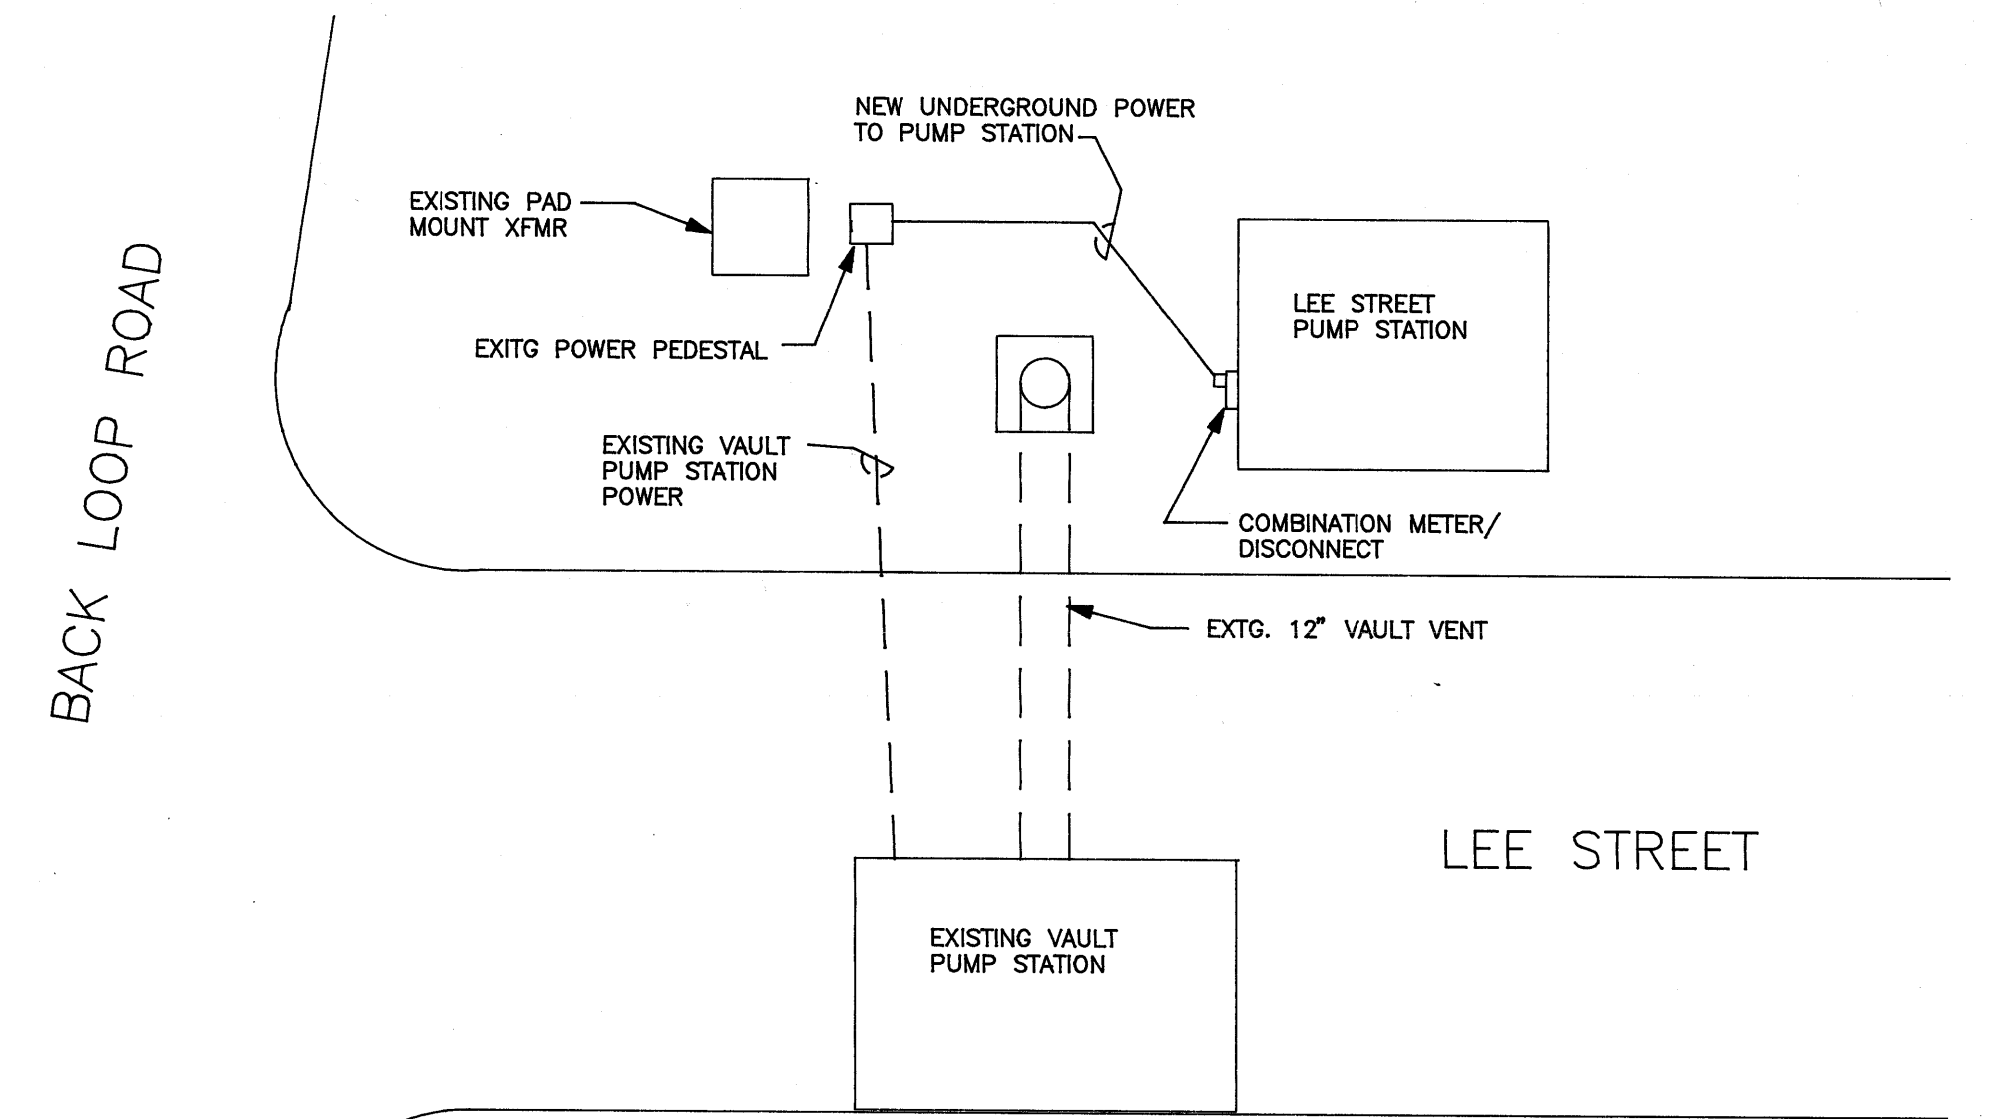 NEW UNDERGROUND POWER
TO PUMP STATION
EXISTING PAD
MOUNT XFMR
LEE STREET
PUMP STATION
EXITG POWER PEDESTAL
BACK LOOP ROAD
EXISTING VAULT
PUMP STATION
POWER
COMBINATION METER/
DISCONNECT
EXTG. 12" VAULT VENT
LEE STREET
EXISTING VAULT
PUMP STATION